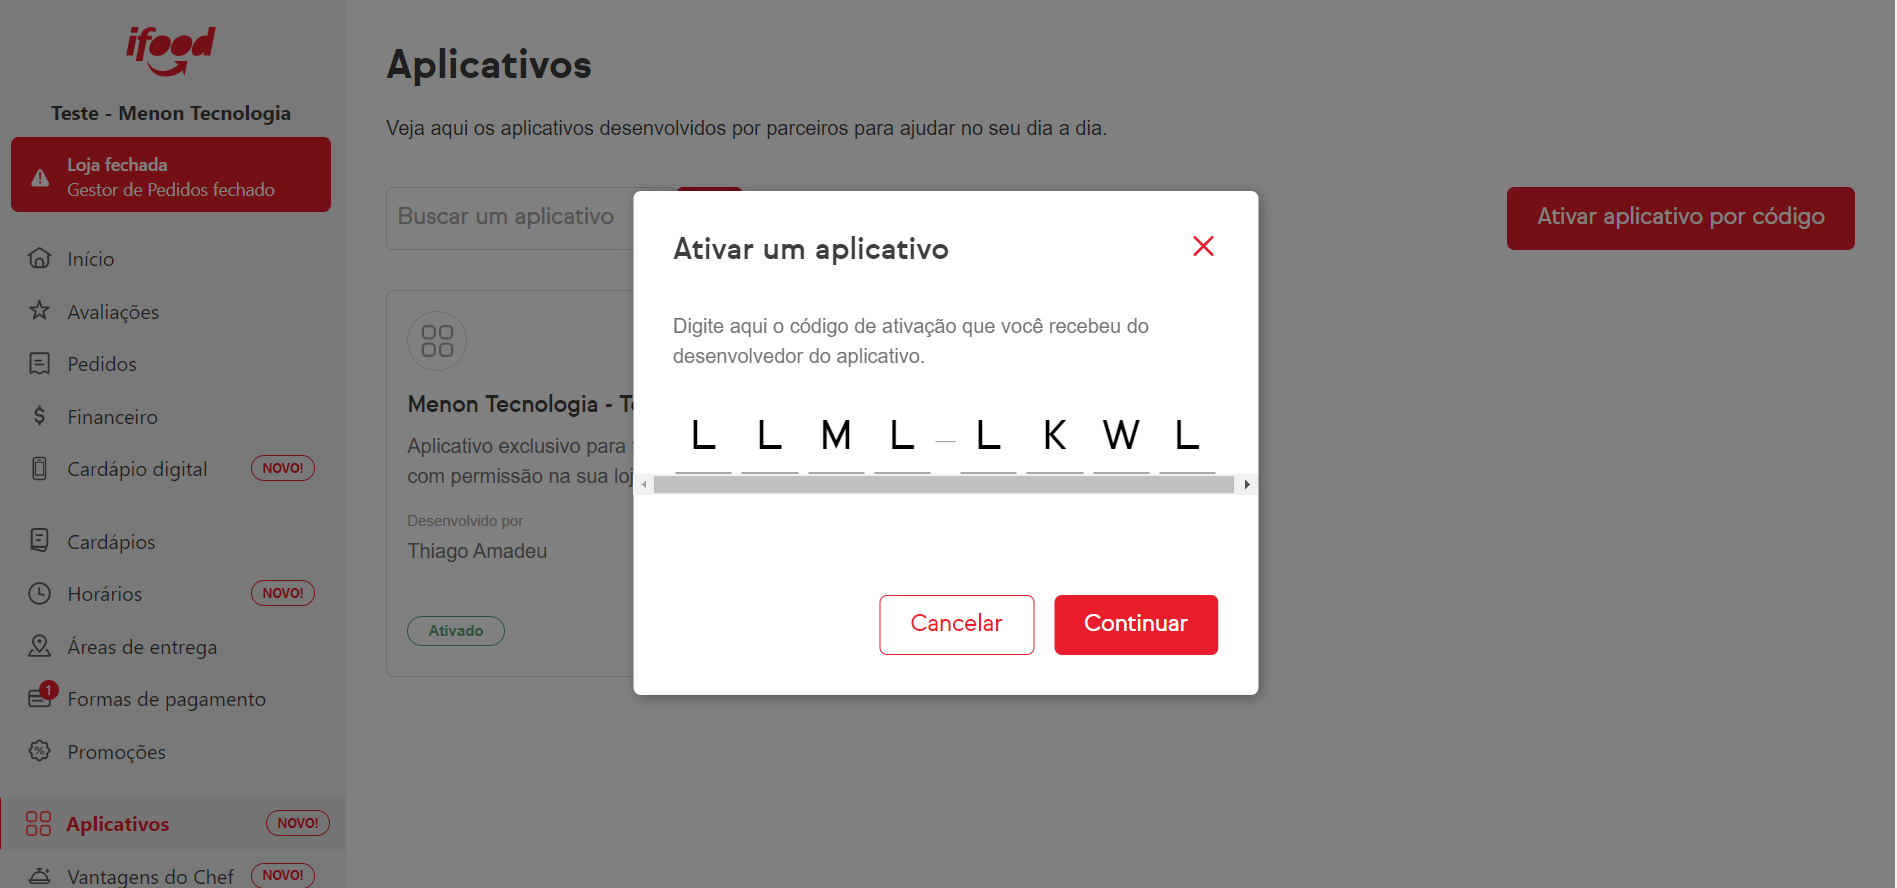 ifood
Teste - Menon Tecnologia
Loja fechada
Gestor de Pedidos fechado
Início
Avaliações
Pedidos
Financeiro
Cardápio digital NOVO!
Cardápios
Horários NOVO!
Áreas de entrega
1
Formas de pagamento
Promoções
Aplicativos NOVO!
Vantagens do Chef NOVO!
Aplicativos
Veja aqui os aplicativos desenvolvidos por parceiros para ajudar no seu dia a dia.
Buscar um aplicativo
Ativar aplicativo por código
Menon Tecnologia - Te
Aplicativo exclusivo para
com permissão na sua loj
Desenvolvido por
Thiago Amadeu
Ativado
Ativar um aplicativo
Digite aqui o código de ativação que você recebeu do
desenvolvedor do aplicativo.
L L M L – L K W L
Cancelar Continuar